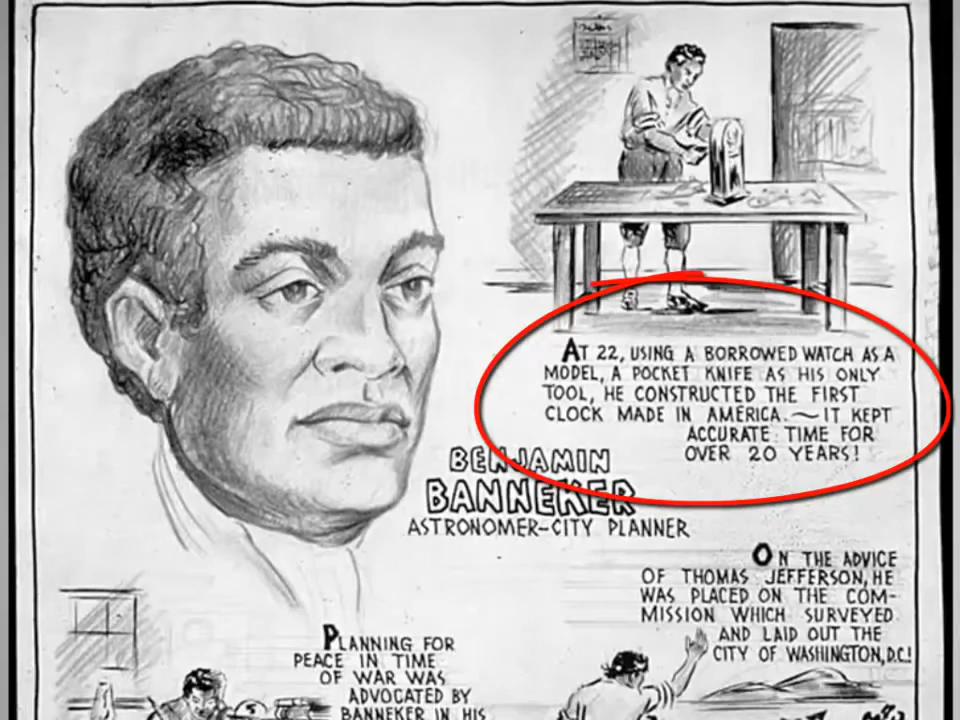 AT 22, USING A BORROWED WATCH AS A
MODEL, A POCKET KNIFE AS HIS ONLY
TOOL, HE CONSTRUCTED THE FIRST
CLOCK MADE IN AMERICA.~IT KEPT
ACCURATE TIME FOR
OVER 20 YEARS!
BENJAMIN
BANNEKER
ASTRONOMER-CITY PLANNER
ON THE ADVICE
OF THOMAS JEFFERSON, HE
WAS PLACED ON THE COM-
MISSION WHICH SURVEYED
AND LAID OUT THE
CITY OF WASHINGTON, D.C.!
PLANNING FOR
PEACE IN TIME
OF WAR WAS
ADVOCATED BY
BANNEKER IN HIS